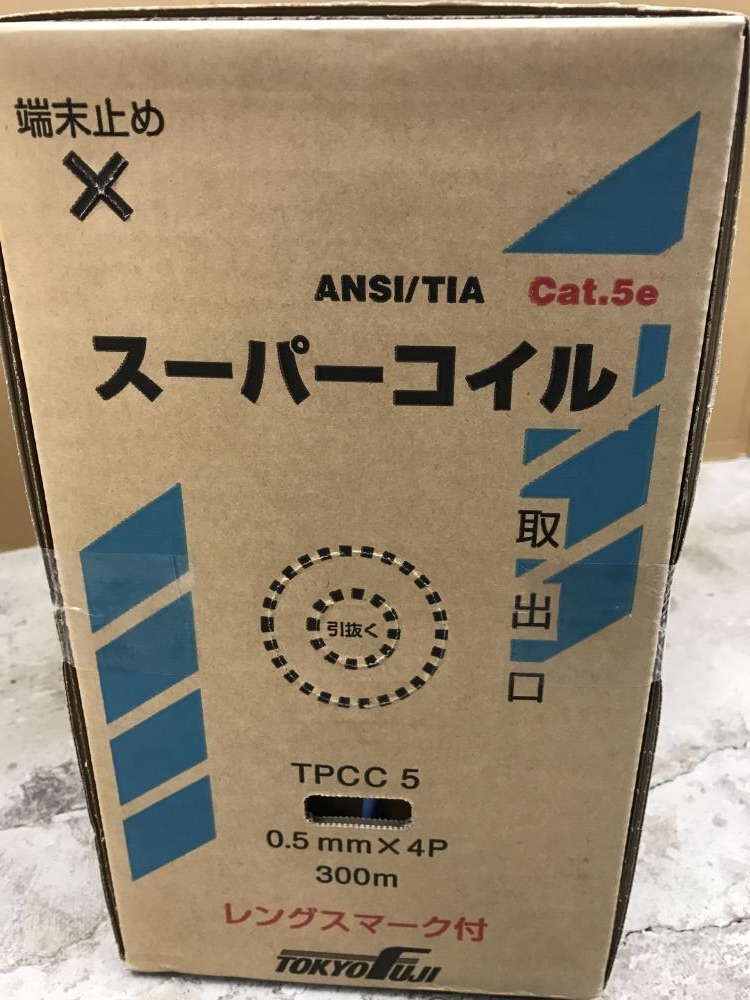 端末止め
ANSI/TIA Cat.5e
スーパーコイル
取出口
引抜く
TPCC 5
0.5 mm×4P
300m
レングスマーク付
TOKYO FUJI